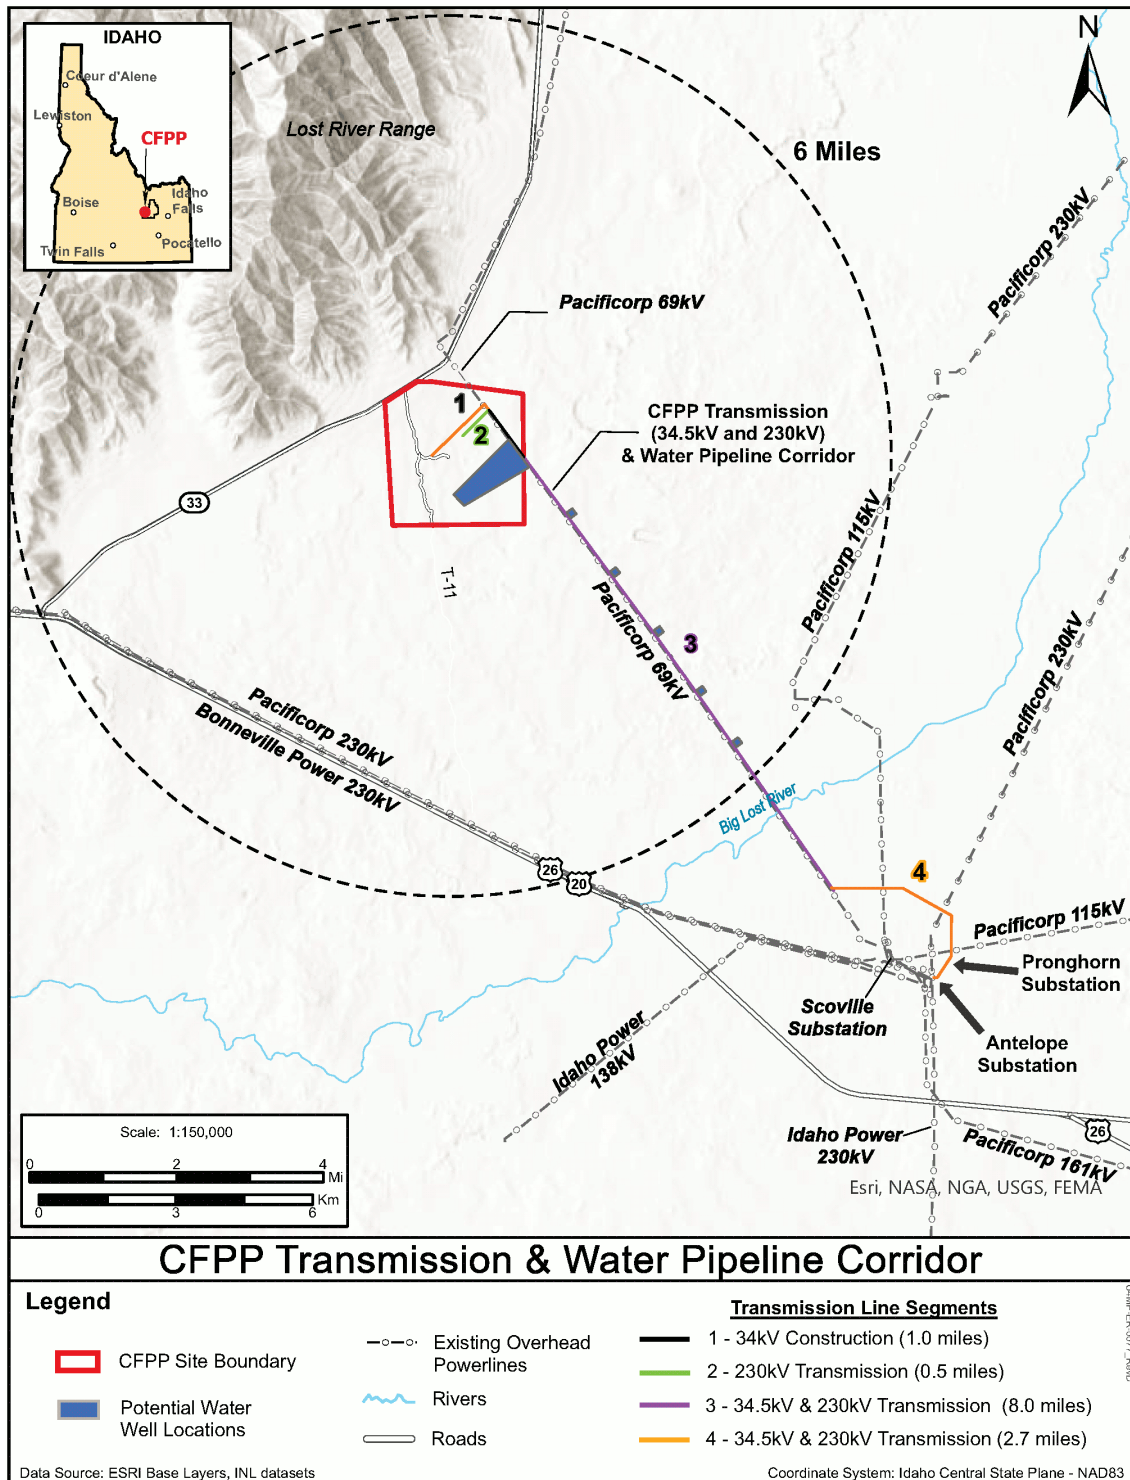 IDAHO
Coeur d'Alene
Lewiston
CFPP
Boise
Idaho
Falls
Twin Falls
Pocatello
Lost River Range
N
6 Miles
Pacificorp 230kV
Pacificorp 69kV
1
2
CFPP Transmission
(34.5kV and 230kV)
& Water Pipeline Corridor
33
Pacificorp 115kV
T-11
Pacificorp 69kV
3
Pacificorp 230kV
Pacificorp 230kV
Bonneville Power 230kV
Big Lost River
26
20
4
Pacificorp 115kV
Pronghorn
Substation
Scoville
Substation
Antelope
Substation
Idaho Power
138kV
Idaho Power
230kV
26
Pacificorp 161kV
Esri, NASA, NGA, USGS, FEMA
Scale: 1:150,000
0 2 4
Mi
Km
0 3 6
CFPP Transmission & Water Pipeline Corridor
Legend
CFPP Site Boundary
Potential Water
Well Locations
Existing Overhead
Powerlines
Rivers
Roads
Transmission Line Segments
1 - 34kV Construction (1.0 miles)
2 - 230kV Transmission (0.5 miles)
3 - 34.5kV & 230kV Transmission (8.0 miles)
4 - 34.5kV & 230kV Transmission (2.7 miles)
Data Source: ESRI Base Layers, INL datasets
Coordinate System: Idaho Central State Plane - NAD83